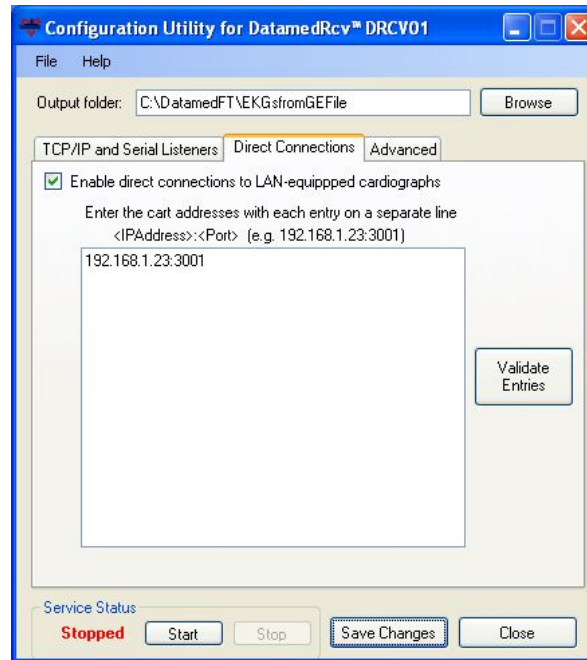 Configuration Utility for DatamedRcv™ DRCV01
File Help
Output folder: C:\DatamedFT\EKGsfromGEFile Browse
TCP/IP and Serial Listeners Direct Connections Advanced
Enable direct connections to LAN-equippped cardiographs
Enter the cart addresses with each entry on a separate line
<IPAddress>:<Port> (e.g. 192.168.1.23:3001)
192.168.1.23:3001
Validate
Entries
Service Status
Stopped Start Stop Save Changes Close